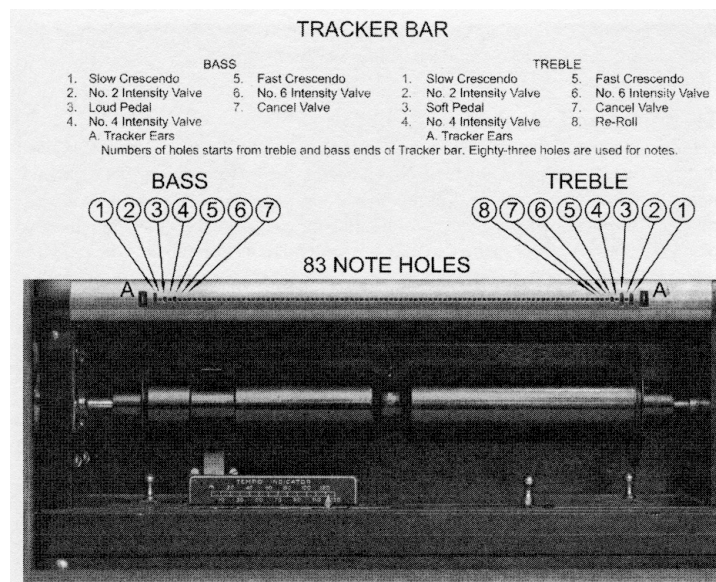 TRACKER BAR
BASS
1. Slow Crescendo
2. No. 2 Intensity Valve
3. Loud Pedal
4. No. 4 Intensity Valve
A. Tracker Ears
5. Fast Crescendo
6. No. 6 Intensity Valve
7. Cancel Valve
TREBLE
1. Slow Crescendo
2. No. 2 Intensity Valve
3. Soft Pedal
4. No. 4 Intensity Valve
A. Tracker Ears
5. Fast Crescendo
6. No. 6 Intensity Valve
7. Cancel Valve
8. Re-Roll
Numbers of holes starts from treble and bass ends of Tracker bar. Eighty-three holes are used for notes.
BASS
1 2 3 4 5 6 7
TREBLE
8 7 6 5 4 3 2 1
83 NOTE HOLES
A
A
TEMPO INDICATOR